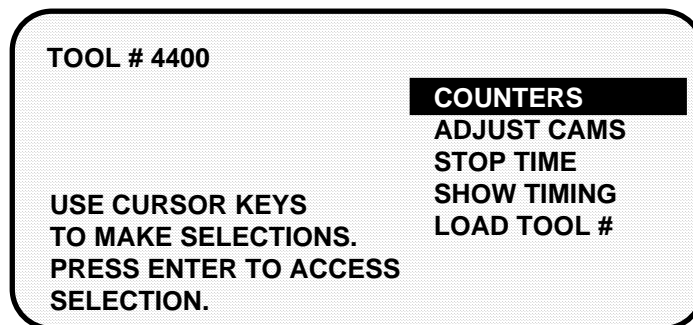 TOOL # 4400
COUNTERS
ADJUST CAMS
STOP TIME
SHOW TIMING
LOAD TOOL #
USE CURSOR KEYS
TO MAKE SELECTIONS.
PRESS ENTER TO ACCESS
SELECTION.